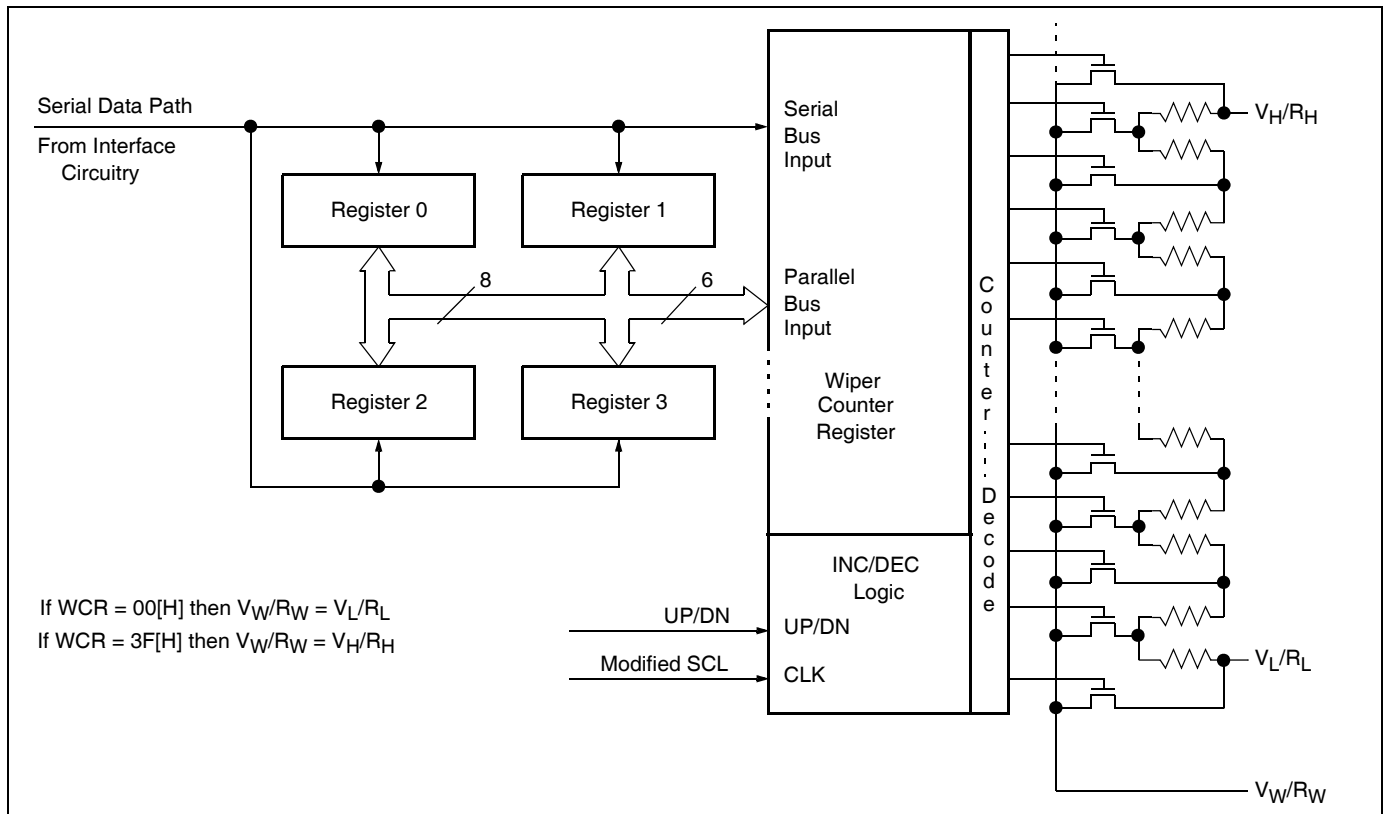 Serial Data Path
From Interface
Circuitry
Register 0
Register 1
Register 2
Register 3
8
6
Serial
Bus
Input
Parallel
Bus
Input
Wiper
Counter
Register
INC/DEC
Logic
UP/DN
UP/DN
Modified SCL
CLK
Counter
Decode
If WCR = 00[H] then VW/RW = VL/RL
If WCR = 3F[H] then VW/RW = VH/RH
VH/RH
VL/RL
VW/RW